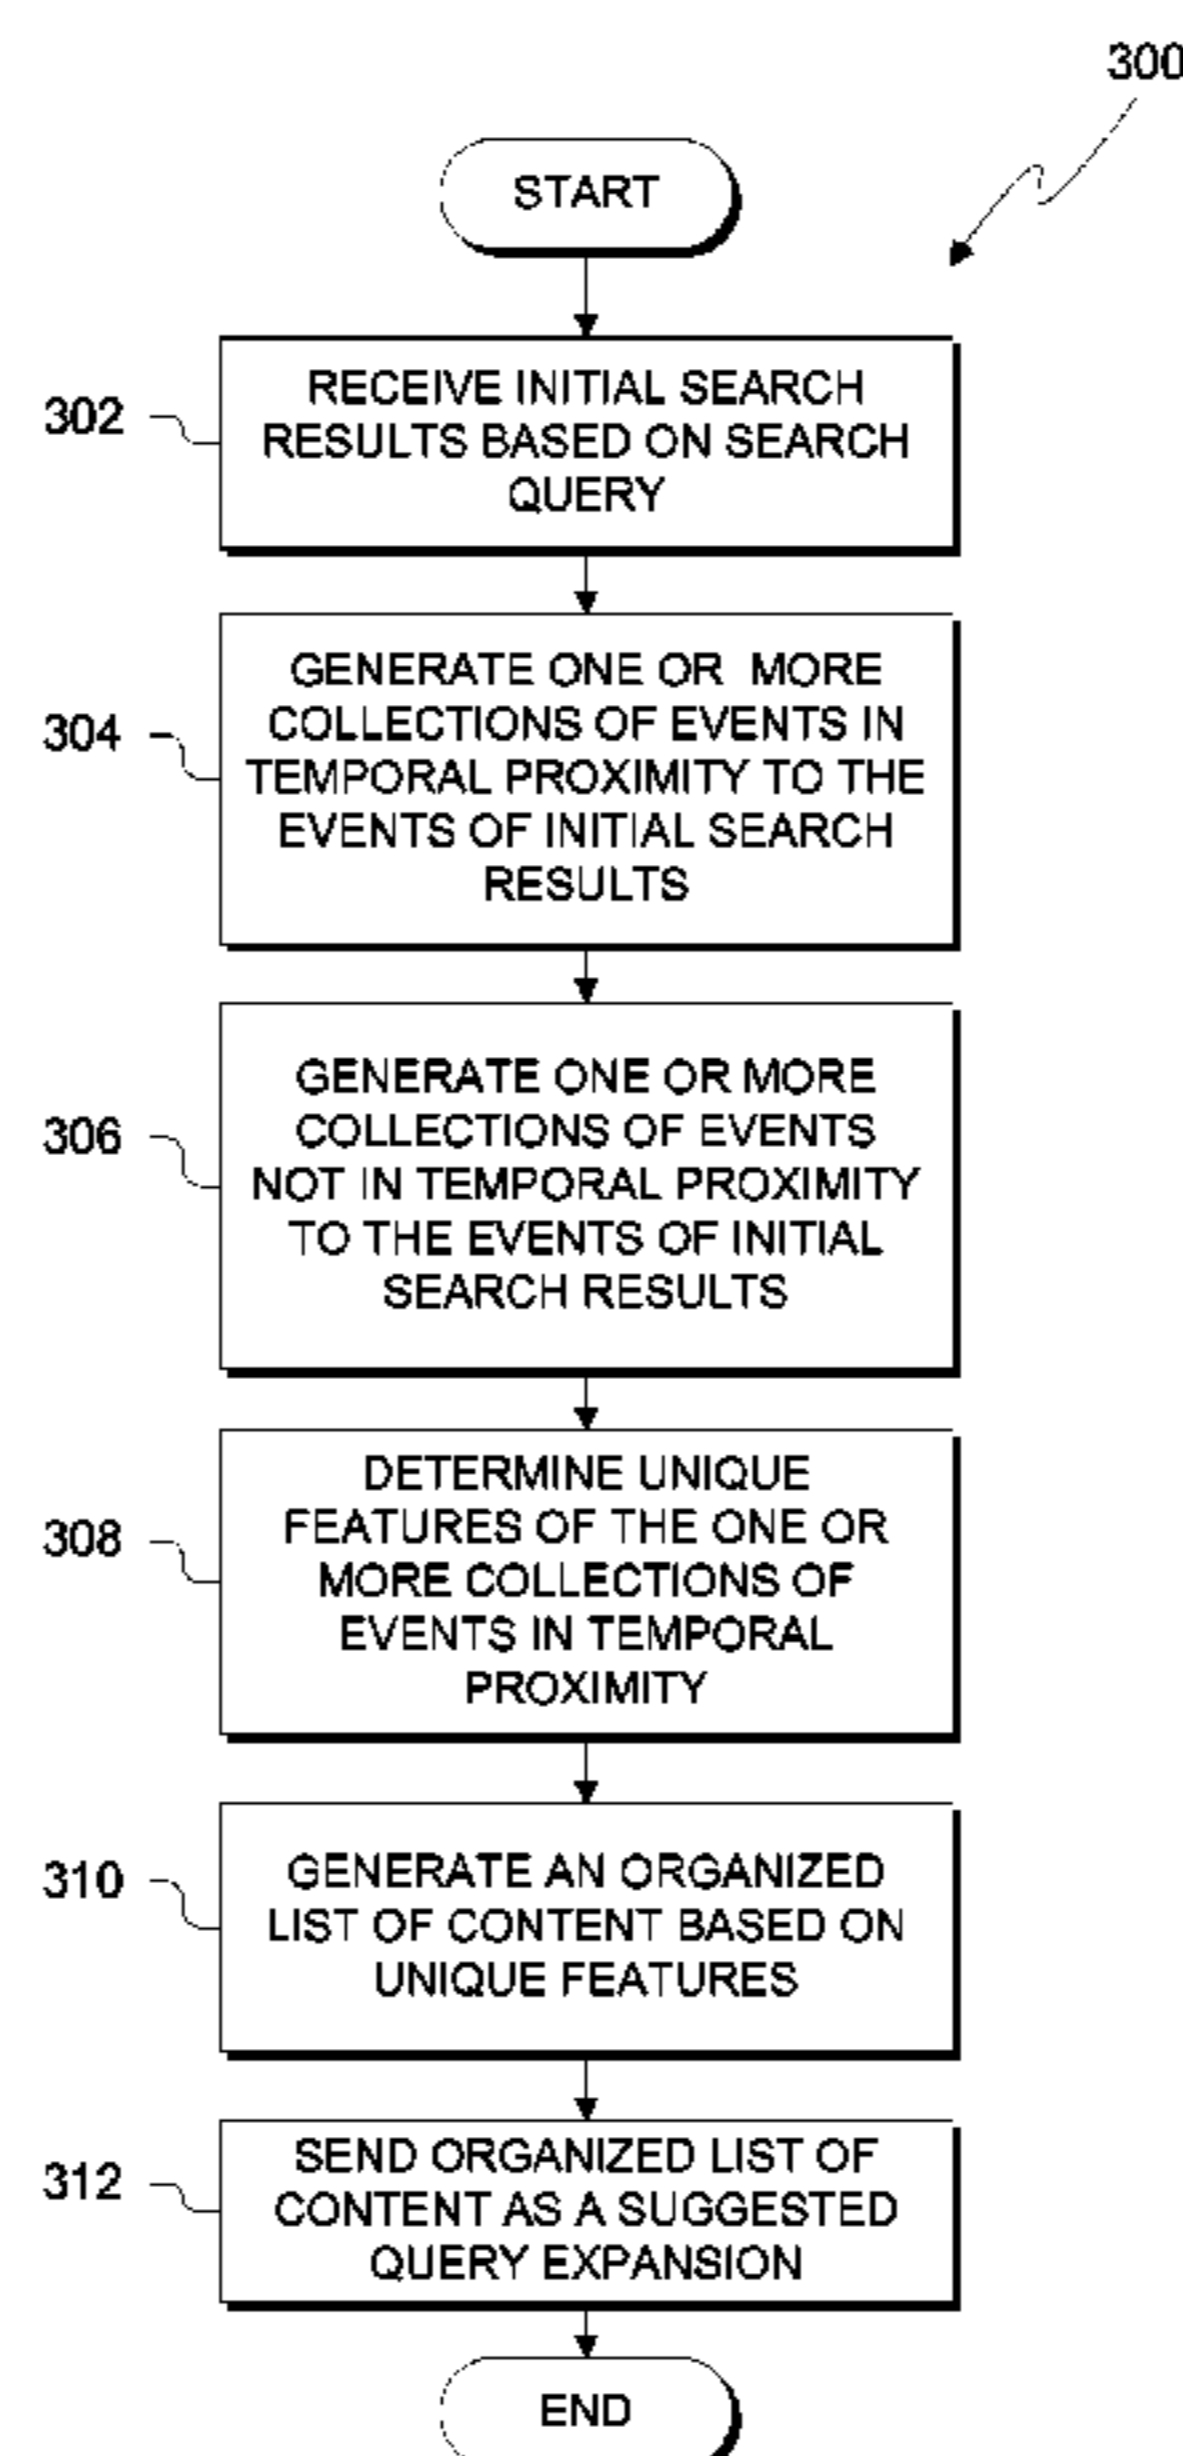 300
START
302
RECEIVE INITIAL SEARCH
RESULTS BASED ON SEARCH
QUERY
304
GENERATE ONE OR MORE
COLLECTIONS OF EVENTS IN
TEMPORAL PROXIMITY TO THE
EVENTS OF INITIAL SEARCH
RESULTS
306
GENERATE ONE OR MORE
COLLECTIONS OF EVENTS
NOT IN TEMPORAL PROXIMITY
TO THE EVENTS OF INITIAL
SEARCH RESULTS
308
DETERMINE UNIQUE
FEATURES OF THE ONE OR
MORE COLLECTIONS OF
EVENTS IN TEMPORAL
PROXIMITY
310
GENERATE AN ORGANIZED
LIST OF CONTENT BASED ON
UNIQUE FEATURES
312
SEND ORGANIZED LIST OF
CONTENT AS A SUGGESTED
QUERY EXPANSION
END